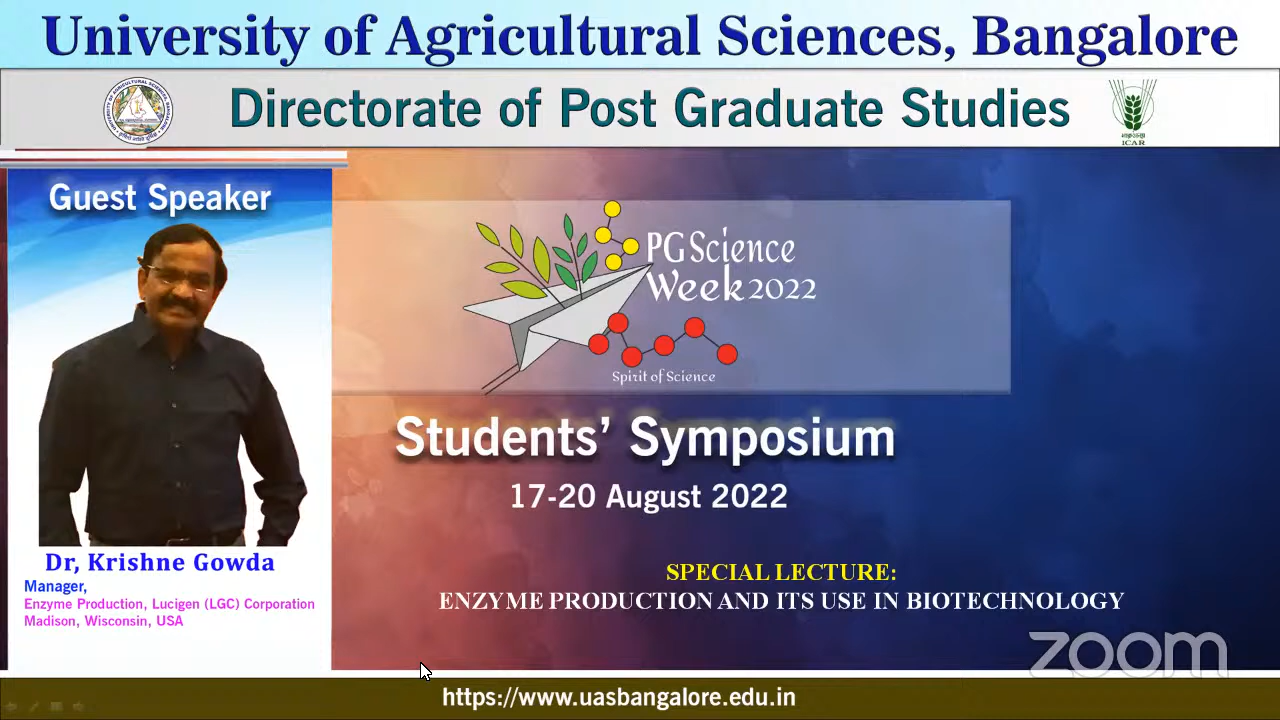 University of Agricultural Sciences, Bangalore
Directorate of Post Graduate Studies
ICAR
Guest Speaker
PG Science
Week 2022
Spirit of Science
Students' Symposium
17-20 August 2022
Dr, Krishne Gowda
Manager,
Enzyme Production, Lucigen (LGC) Corporation
Madison, Wisconsin, USA
SPECIAL LECTURE:
ENZYME PRODUCTION AND ITS USE IN BIOTECHNOLOGY
zoom
https://www.uasbangalore.edu.in